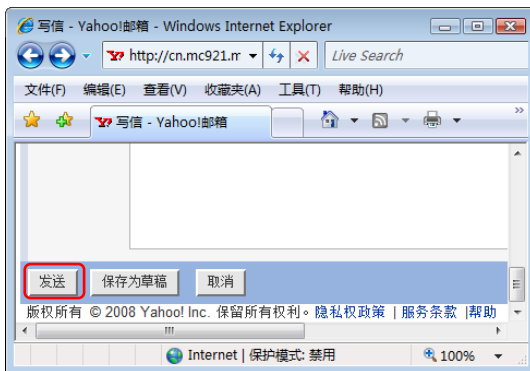 写信 - Yahoo!邮箱 - Windows Internet Explorer
http://cn.mc921.m Live Search
文件(F) 编辑(E) 查看(V) 收藏夹(A) 工具(T) 帮助(H)
写信 - Yahoo!邮箱
发送 保存为草稿 取消
版权所有 © 2008 Yahoo! Inc. 保留所有权利。隐私权政策 | 服务条款 |帮助
Internet | 保护模式: 禁用 100%